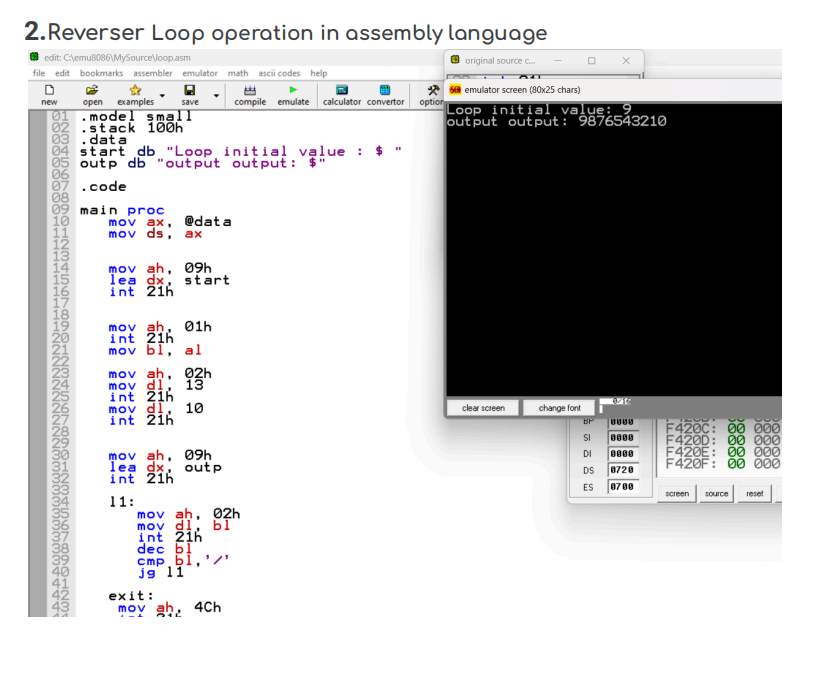 2.Reverser Loop operation in assembly language
edit: C:\emu8086\MySource\loop.asm
file edit bookmarks assembler emulator math ascii codes help
new open examples save compile emulate calculator convertor option
01 .model small
02 .stack 100h
03 .data
04 start db "Loop initial value : $ "
05 outp db "output output: $"
06
07 .code
08
09 main proc
10 mov ax, @data
11 mov ds, ax
12
13
14 mov ah, 09h
15 lea dx, start
16 int 21h
17
18
19 mov ah, 01h
20 int 21h
21 mov bl, al
22
23 mov ah, 02h
24 mov dl, 13
25 int 21h
26 mov dl, 10
27 int 21h
28
29
30 mov ah, 09h
31 lea dx, outp
32 int 21h
33
34 l1:
35 mov ah, 02h
36 mov dl, bl
37 int 21h
38 dec bl
39 cmp bl,'/'
40 jg l1
41
42 exit:
43 mov ah, 4Ch
original source c...
emulator screen (80x25 chars)
Loop initial value: 9
output output: 9876543210
clear screen change font 0/16
BP 0000
SI 0000
DI 0000
DS 0720
ES 0700
F420C: 00 000
F420D: 00 000
F420E: 00 000
F420F: 00 000
screen source reset